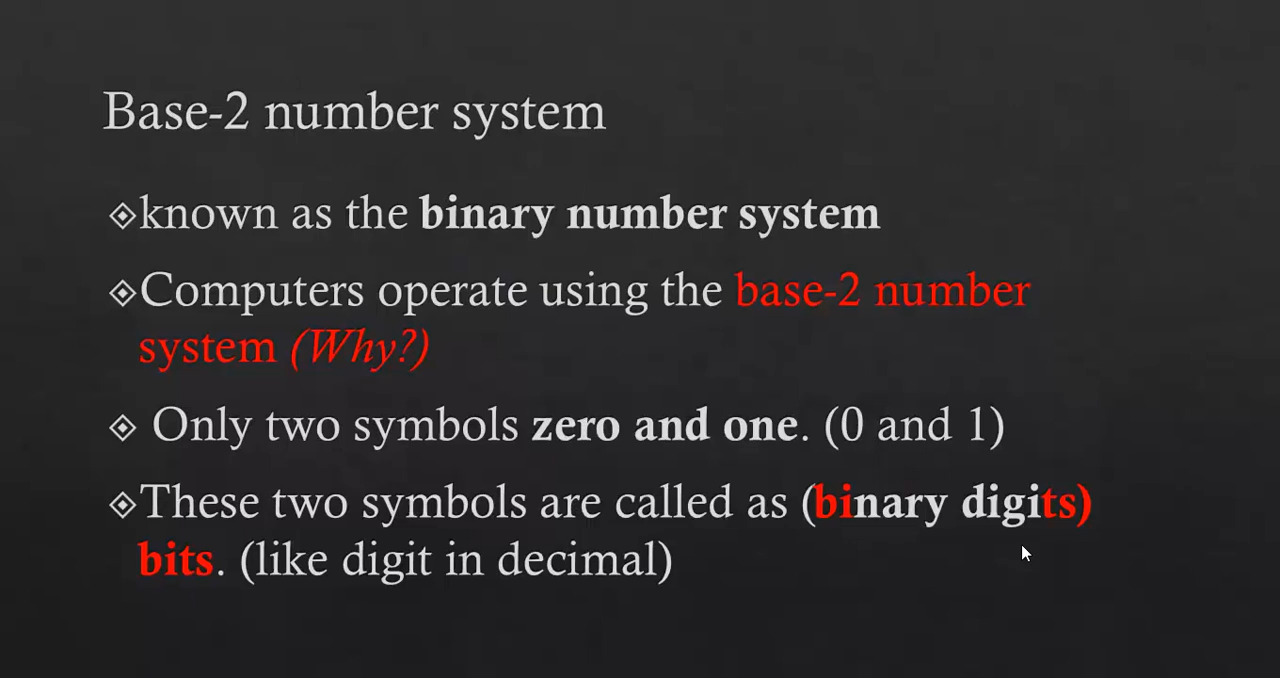 Base-2 number system
known as the binary number system
Computers operate using the base-2 number
system (Why?)
Only two symbols zero and one. (0 and 1)
These two symbols are called as (binary digits)
bits. (like digit in decimal)